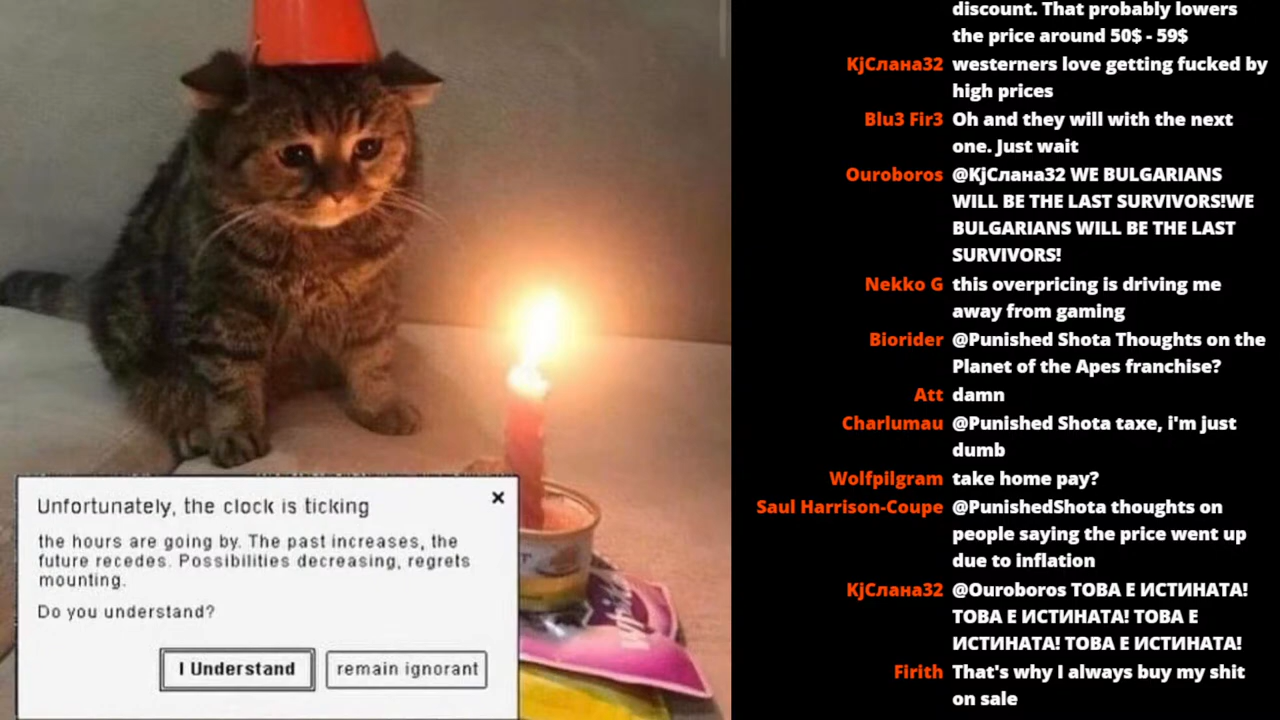 Unfortunately, the clock is ticking
the hours are going by. The past increases, the
future recedes. Possibilities decreasing, regrets
mounting.
Do you understand?
I Understand
remain ignorant
discount. That probably lowers
the price around 50$ - 59$
KjСлана32 westerners love getting fucked by
high prices
Blu3 Fir3 Oh and they will with the next
one. Just wait
Ouroboros @KjСлана32 WE BULGARIANS
WILL BE THE LAST SURVIVORS!WE
BULGARIANS WILL BE THE LAST
SURVIVORS!
Nekko G this overpricing is driving me
away from gaming
Biorider @Punished Shota Thoughts on the
Planet of the Apes franchise?
Att damn
Charlumau @Punished Shota taxe, i'm just
dumb
Wolfpilgram take home pay?
Saul Harrison-Coupe @PunishedShota thoughts on
people saying the price went up
due to inflation
KjСлана32 @Ouroboros ТОВА Е ИСТИНАТА!
ТОВА Е ИСТИНАТА! ТОВА Е
ИСТИНАТА! ТОВА Е ИСТИНАТА!
Firith That's why I always buy my shit
on sale